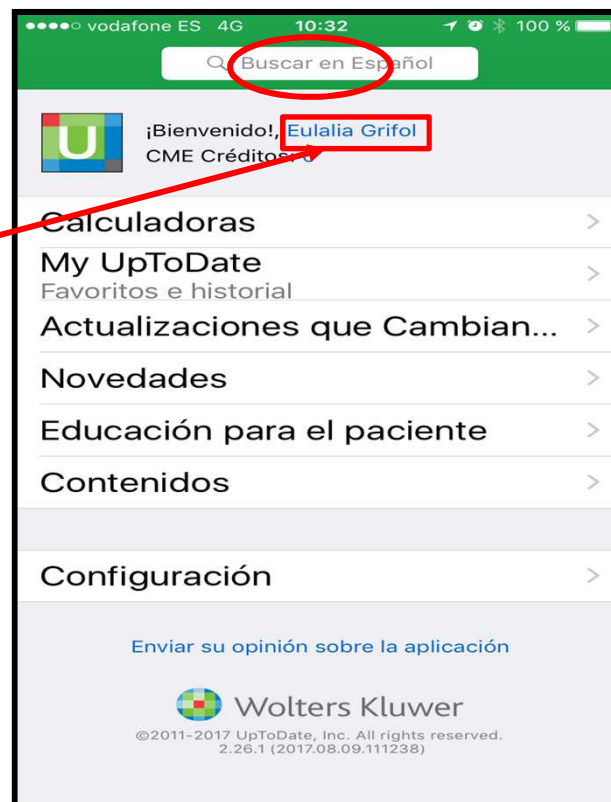 vodafone ES 4G 10:32 100 %
Buscar en Español
U
¡Bienvenido!, Eulalia Grifol
CME Créditos:
Calculadoras
My UpToDate
Favoritos e historial
Actualizaciones que Cambian...
Novedades
Educación para el paciente
Contenidos
Configuración
Enviar su opinión sobre la aplicación
Wolters Kluwer
©2011-2017 UpToDate, Inc. All rights reserved.
2.26.1 (2017.08.09.111238)